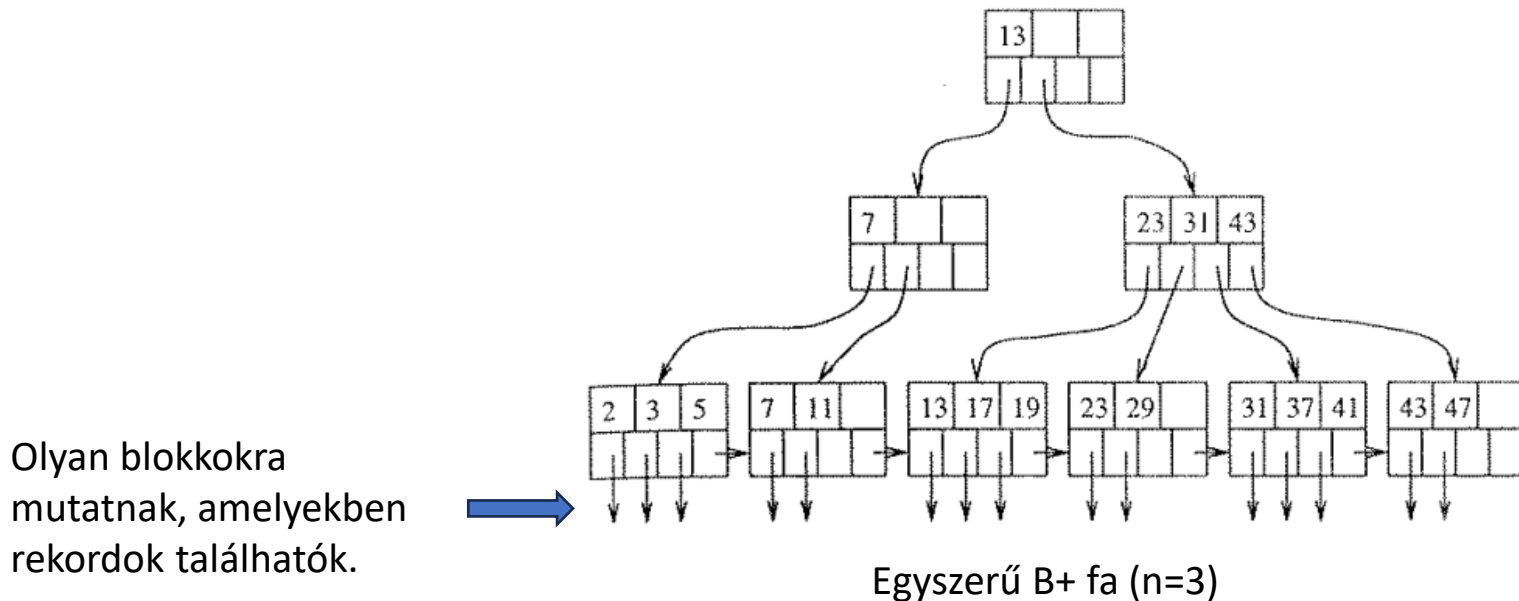 13
7
23 31 43
2 3 5 7 11 13 17 19 23 29 31 37 41 43 47
Olyan blokkokra
mutatnak, amelyekben
rekordok találhatók.
Egyszerű B+ fa (n=3)